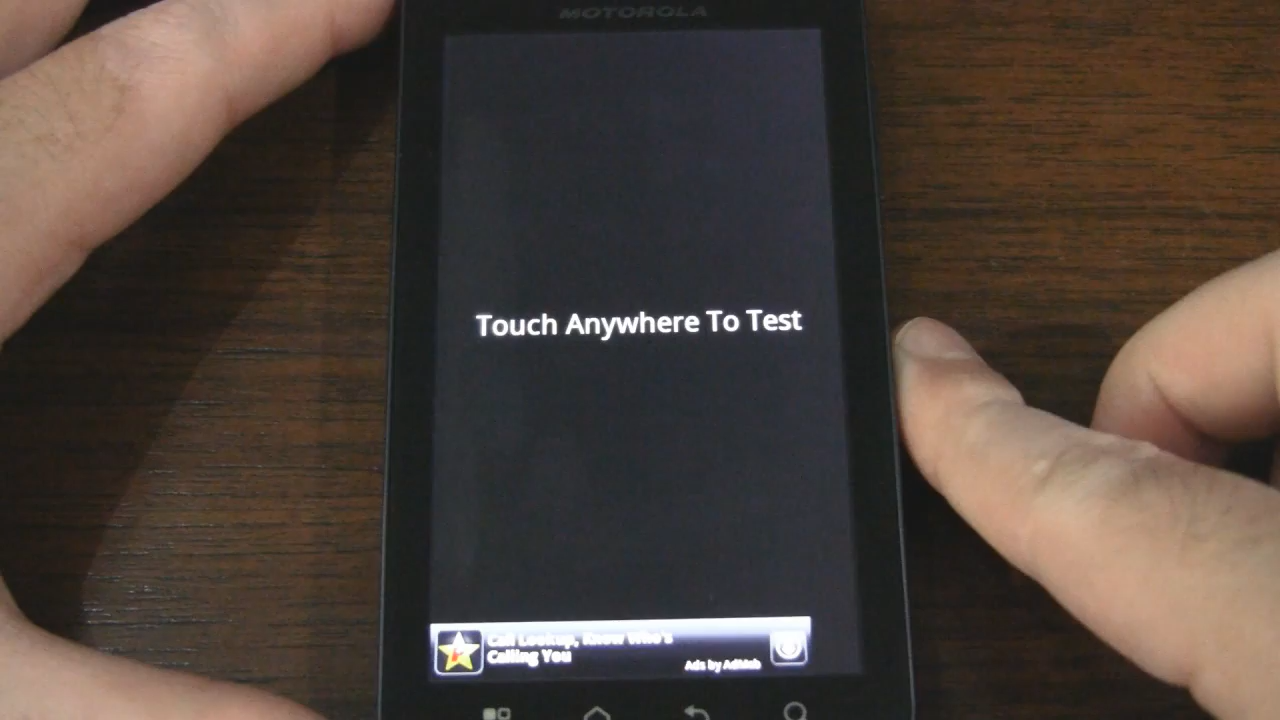 MOTOROLA
Touch Anywhere To Test
Call Lookup, Know Who's
Calling You
Ads by AdMob